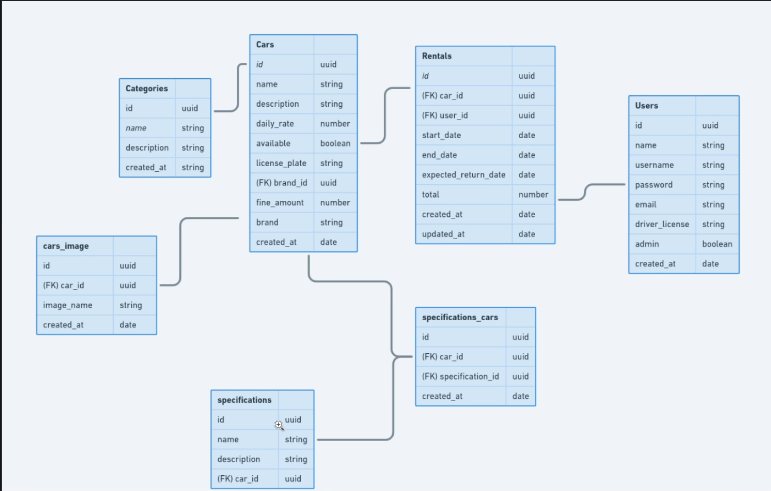 Categories
id uuid
name string
description string
created_at string
Cars
id uuid
name string
description string
daily_rate number
available boolean
license_plate string
(FK) brand_id uuid
fine_amount number
brand string
created_at date
Rentals
id uuid
(FK) car_id uuid
(FK) user_id uuid
start_date date
end_date date
expected_return_date date
total number
created_at date
updated_at date
Users
id uuid
name string
username string
password string
email string
driver_license string
admin boolean
created_at date
cars_image
id uuid
(FK) car_id uuid
image_name string
created_at date
specifications_cars
id uuid
(FK) car_id uuid
(FK) specification_id uuid
created_at date
specifications
id uuid
name string
description string
(FK) car_id uuid